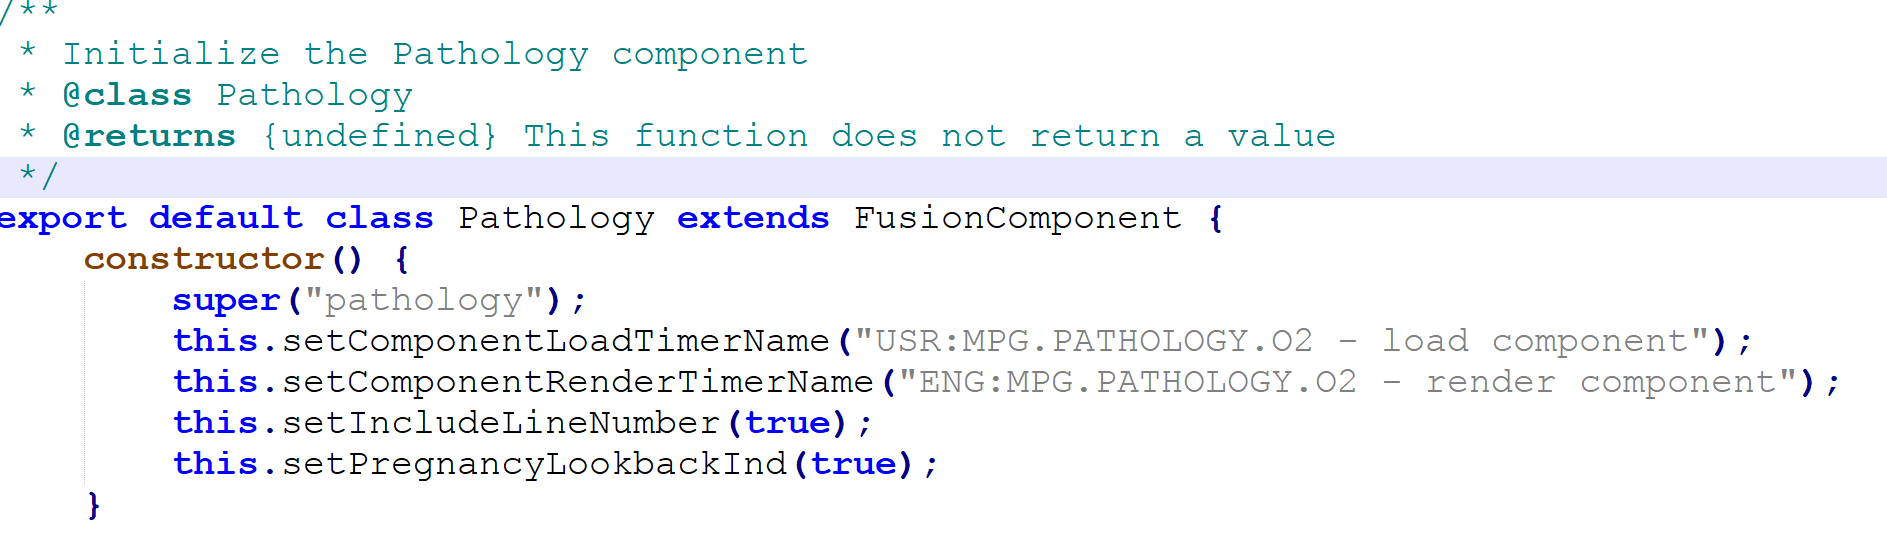 /**
 * Initialize the Pathology component
 * @class Pathology
 * @returns {undefined} This function does not return a value
 */
export default class Pathology extends FusionComponent {
    constructor() {
        super("pathology");
        this.setComponentLoadTimerName("USR:MPG.PATHOLOGY.O2 - load component");
        this.setComponentRenderTimerName("ENG:MPG.PATHOLOGY.O2 - render component");
        this.setIncludeLineNumber(true);
        this.setPregnancyLookbackInd(true);
    }